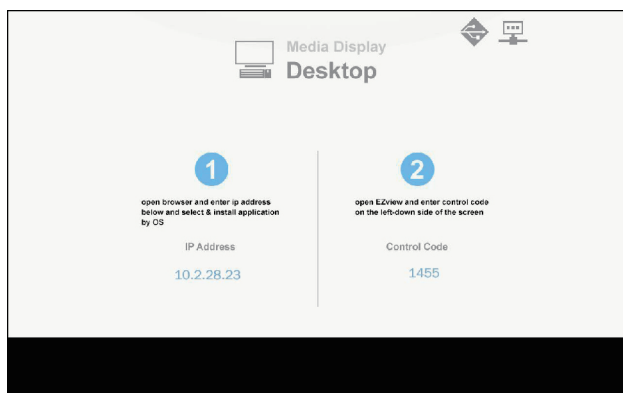 Media Display
Desktop
1
open browser and enter ip address
below and select & install application
by OS
IP Address
10.2.28.23
2
open EZview and enter control code
on the left-down side of the screen
Control Code
1455